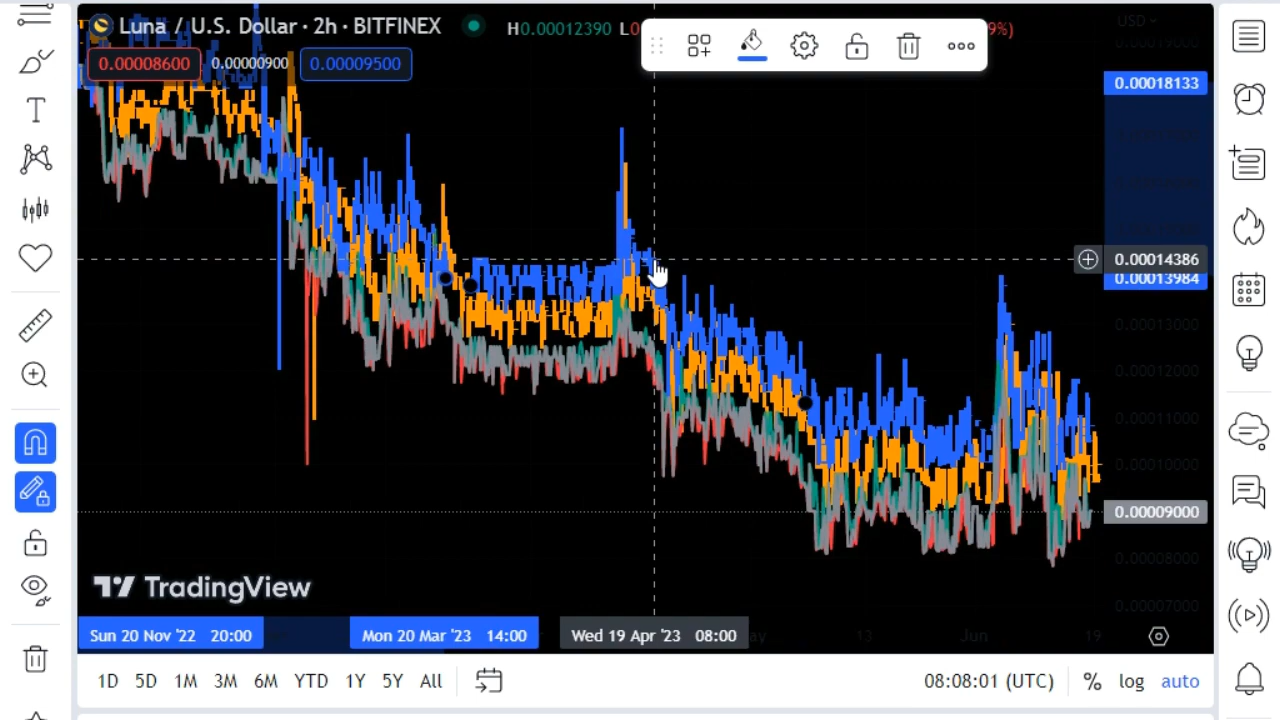 Luna / U.S. Dollar · 2h · BITFINEX
H0.00012390 L0
9%)
USD
0.00008600 0.00000900 0.00009500
0.00018133
0.00014386
0.00013984
0.00013000
0.00012000
0.00011000
0.00010000
0.00009000
0.00008000
0.00007000
TradingView
Sun 20 Nov '22 20:00 Mon 20 Mar '23 14:00 Wed 19 Apr '23 08:00 ay 13 Jun 19
1D 5D 1M 3M 6M YTD 1Y 5Y All 08:08:01 (UTC) % log auto